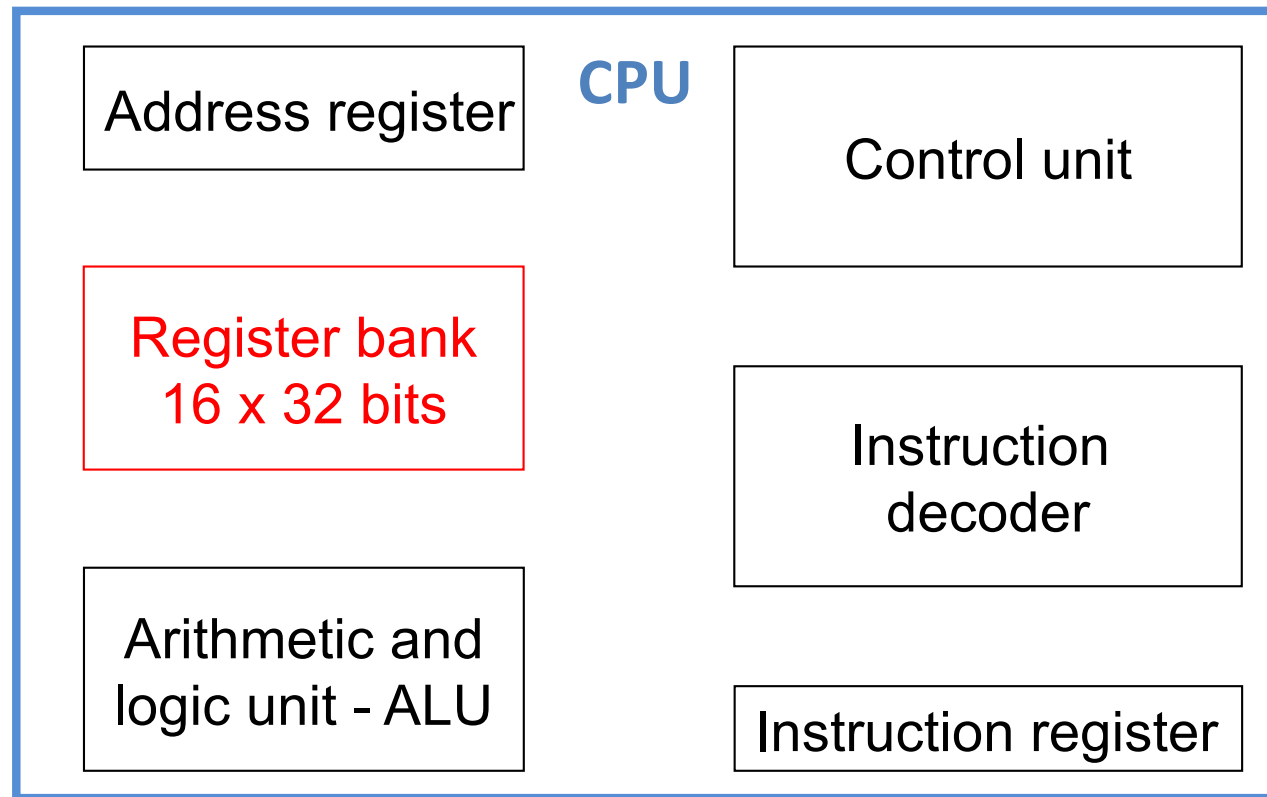 CPU
Address register
Register bank
16 x 32 bits
Arithmetic and
logic unit - ALU
Control unit
Instruction
decoder
Instruction register